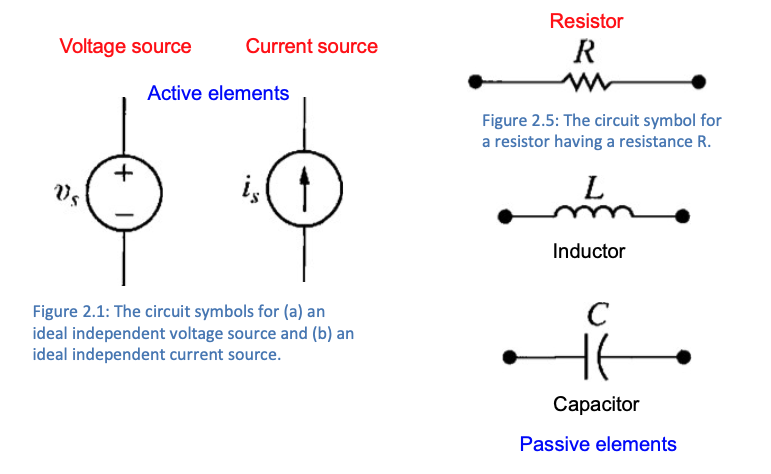 Voltage source
Current source
Active elements
+
v_s
i_s
Figure 2.1: The circuit symbols for (a) an
ideal independent voltage source and (b) an
ideal independent current source.
Resistor
R
Figure 2.5: The circuit symbol for
a resistor having a resistance R.
L
Inductor
C
Capacitor
Passive elements